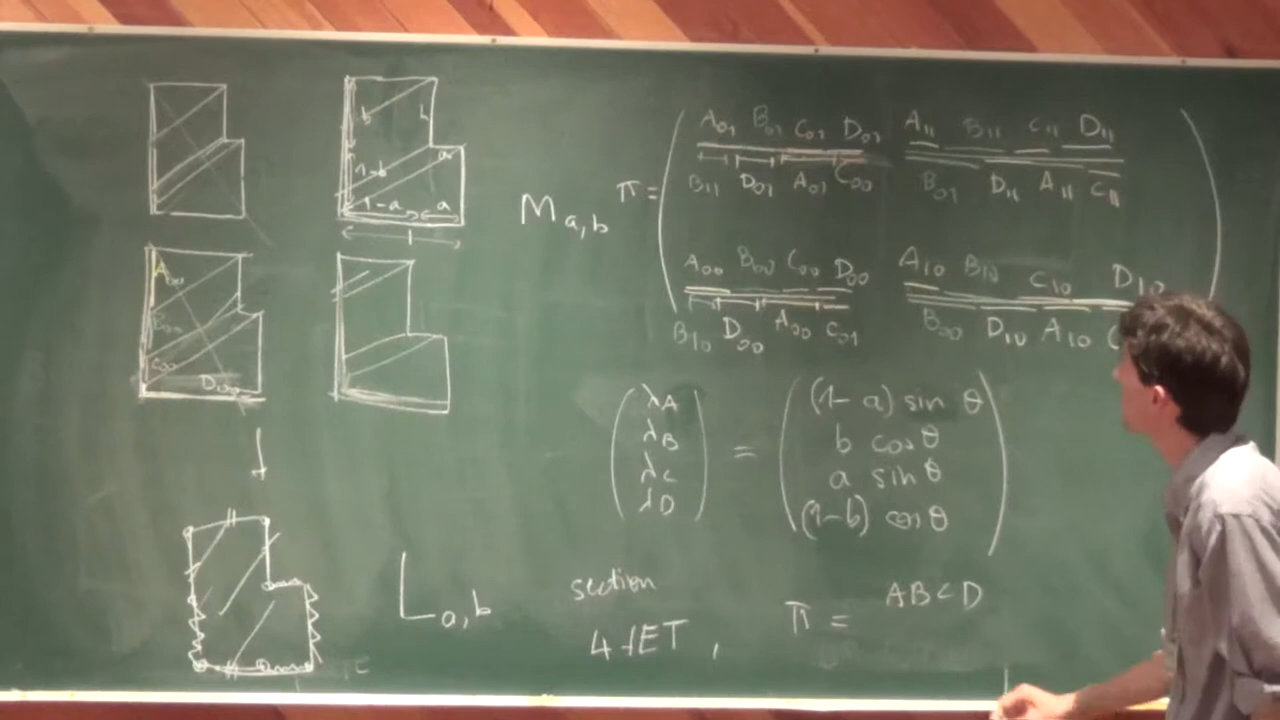 b b
1-b a
1-a a
1
A₀₀
B₀₀
C₀₀
D₀₀
M_{a,b} π =
A₀₁ B₀₁ C₀₁ D₀₁ A₁₁ B₁₁ C₁₁ D₁₁
B₁₁ D₀₁ A₀₁ C₀₀ B₀₁ D₁₁ A₁₁ C₁₁
A₀₀ B₀₀ C₀₀ D₀₀ A₁₀ B₁₀ C₁₀ D₁₀
B₁₀ D₀₀ A₀₀ C₀₁ B₀₀ D₁₀ A₁₀ C
λA (1-a) sin θ
λB = b cos θ
λC a sin θ
λD (1-b) cos θ
L_{a,b} section
4-IET, π = ABCD